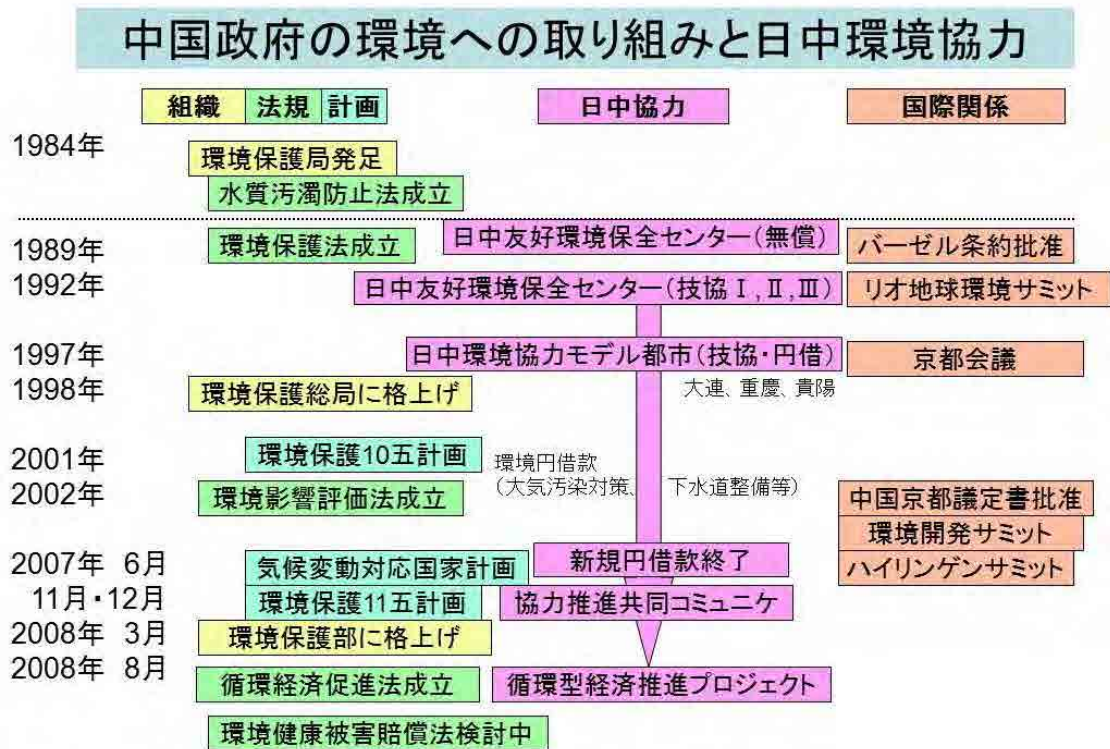 中国政府の環境への取り組みと日中環境協力
組織 法規 計画 日中協力 国際関係
1984年
環境保護局発足
水質汚濁防止法成立
1989年 環境保護法成立 日中友好環境保全センター(無償) バーゼル条約批准
1992年 日中友好環境保全センター(技協Ⅰ,Ⅱ,Ⅲ) リオ地球環境サミット
1997年 日中環境協力モデル都市(技協・円借) 京都会議
1998年 環境保護総局に格上げ 大連、重慶、貴陽
2001年 環境保護10五計画 環境円借款
2002年 環境影響評価法成立 (大気汚染対策、 下水道整備等) 中国京都議定書批准
環境開発サミット
2007年 6月 気候変動対応国家計画 新規円借款終了 ハイリンゲンサミット
11月・12月 環境保護11五計画 協力推進共同コミュニケ
2008年 3月 環境保護部に格上げ
2008年 8月 循環経済促進法成立 循環型経済推進プロジェクト
環境健康被害賠償法検討中